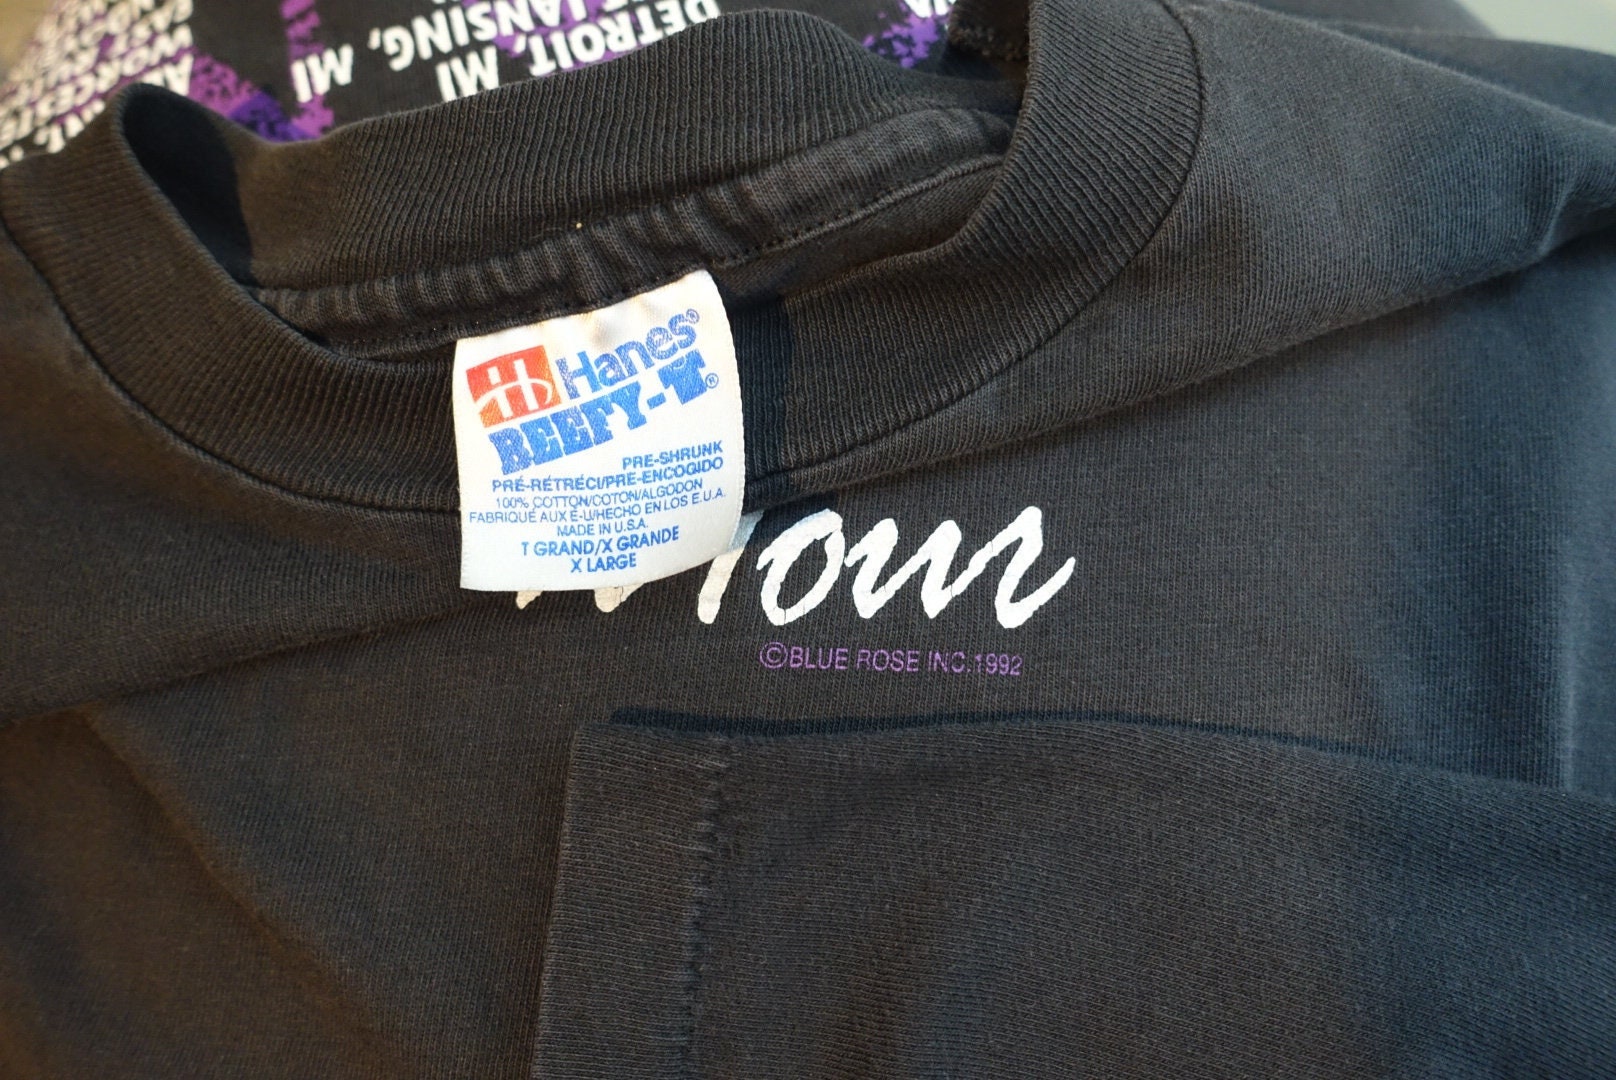 DETROIT, MI
LANSING, MI
MI
Hanes®
BEEFY-T®
PRE-SHRUNK
PRÉ-RÉTRÉCI/PRE-ENCOGIDO
100% COTTON/COTON/ALGODON
FABRIQUÉ AUX É-U/HECHO EN LOS E.U.A.
MADE IN U.S.A.
T GRAND/X GRANDE
X LARGE
Tour
©BLUE ROSE INC.1992